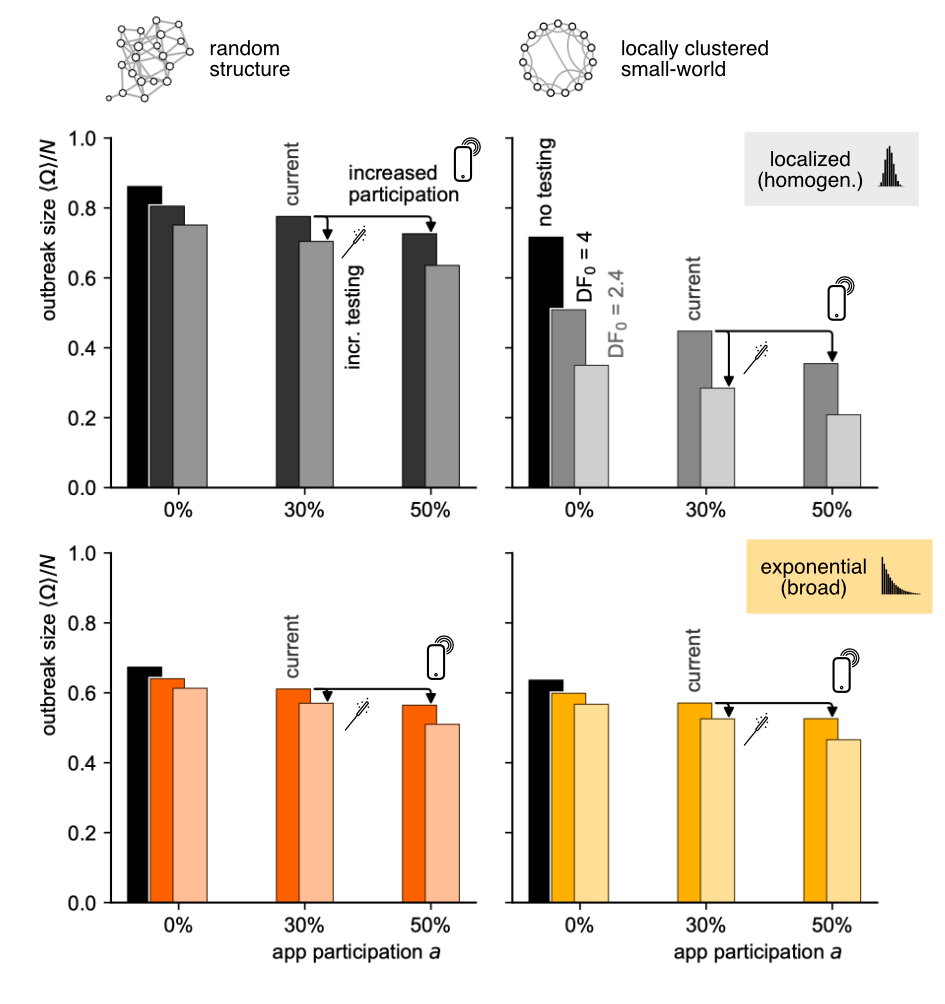 random
structure
locally clustered
small-world
outbreak size ⟨Ω⟩/N
1.0
0.8
0.6
0.4
0.2
0.0
current
increased
participation
incr. testing
0%
30%
50%
no testing
DF₀ = 4
DF₀ = 2.4
current
localized
(homogen.)
0%
30%
50%
outbreak size ⟨Ω⟩/N
1.0
0.8
0.6
0.4
0.2
0.0
current
0%
30%
50%
app participation a
current
exponential
(broad)
0%
30%
50%
app participation a